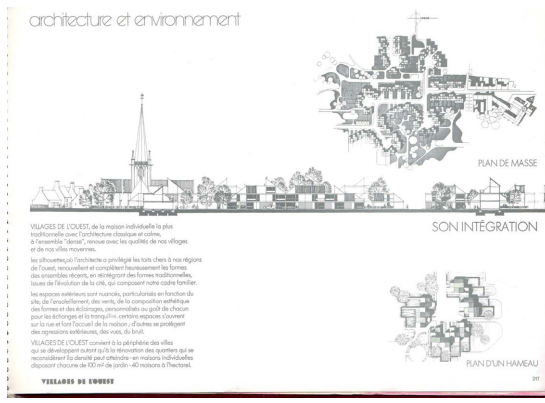 architecture et environnement
PLAN DE MASSE
SON INTÉGRATION
VILLAGES DE L'OUEST, de la maison individuelle la plus
traditionnelle avec l'architecture classique et calme,
à l'ensemble "dense", renoue avec les qualités de nos villages
et de nos villes moyennes.
les silhouettes, où l'architecte a privilégié les toits chers à nos régions
de l'ouest, renouvellent et complètent heureusement les formes
des ensembles récents, en réintégrant des formes traditionnelles,
issues de l'évolution de la cité, qui composent notre cadre familier.
les espaces extérieurs sont nuancés, particularisés en fonction du
site, de l'ensoleillement, des vents, de la composition esthétique
des formes et des éclairages, personnalisés au goût de chacun
pour les échanges et la tranquilité. certains espaces s'ouvrent
sur la rue et font l'accueil de la maison ; d'autres se protègent
des agressions extérieures, des vues, du bruit.
VILLAGES DE L'OUEST convient à la périphérie des villes
qui se développent autant qu'à la rénovation des quartiers qui se
reconsidèrent (la densité peut atteindre - en maisons individuelles
disposant chacune de 100 m² de jardin - 40 maisons à l'hectare).
PLAN D'UN HAMEAU
VILLAGES DE L'OUEST
217